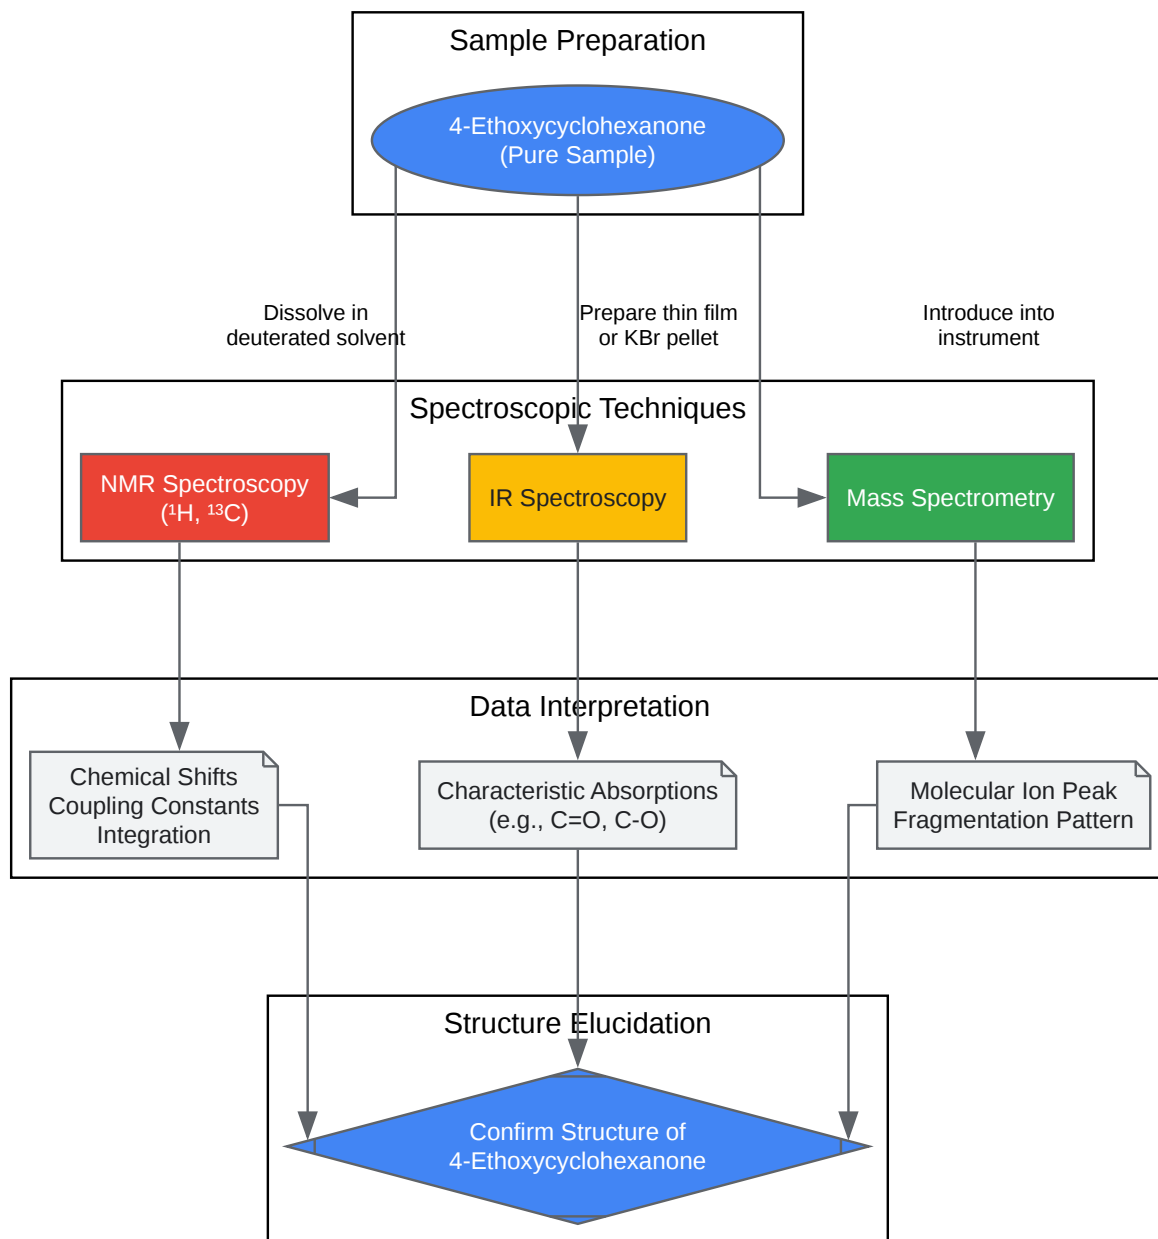 Sample Preparation
4-Ethoxycyclohexanone
(Pure Sample)
Dissolve in
deuterated solvent
Prepare thin film
or KBr pellet
Introduce into
instrument
Spectroscopic Techniques
NMR Spectroscopy
(¹H, ¹³C)
IR Spectroscopy
Mass Spectrometry
Data Interpretation
Chemical Shifts
Coupling Constants
Integration
Characteristic Absorptions
(e.g., C=O, C-O)
Molecular Ion Peak
Fragmentation Pattern
Structure Elucidation
Confirm Structure of
4-Ethoxycyclohexanone